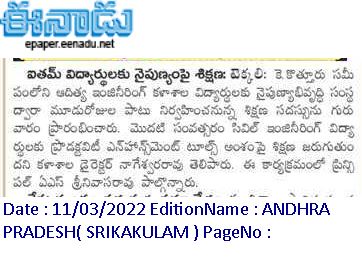 ఈనాడు
epaper.eenadu.net
ఐతమ్ విద్యార్థులకు నైపుణ్యంపై శిక్షణ: టెక్కలి: కె.కొత్తూరు సమీ
పంలోని ఆదిత్య ఇంజినీరింగ్ కళాశాల విద్యార్థులకు నైపుణ్యాభివృద్ధి సంస్థ
ద్వారా మూడురోజుల పాటు నిర్వహించనున్న శిక్షణ సదస్సును గురు
వారం ప్రారంభించారు. మొదటి సంవత్సరం సివిల్ ఇంజినీరింగ్ విద్యా
ర్థులకు ప్రొడక్టివిటీ ఎన్‌హాన్స్‌మెంట్ టూల్స్ అంశంపై శిక్షణ జరుగుతుం
దని కళాశాల డైరెక్టర్ నాగేశ్వరరావు తెలిపారు. ఈ కార్యక్రమంలో ప్రిన్సి
పల్ ఏఎస్ శ్రీనివాసరావు పాల్గొన్నారు.
Date : 11/03/2022 EditionName : ANDHRA
PRADESH( SRIKAKULAM ) PageNo :